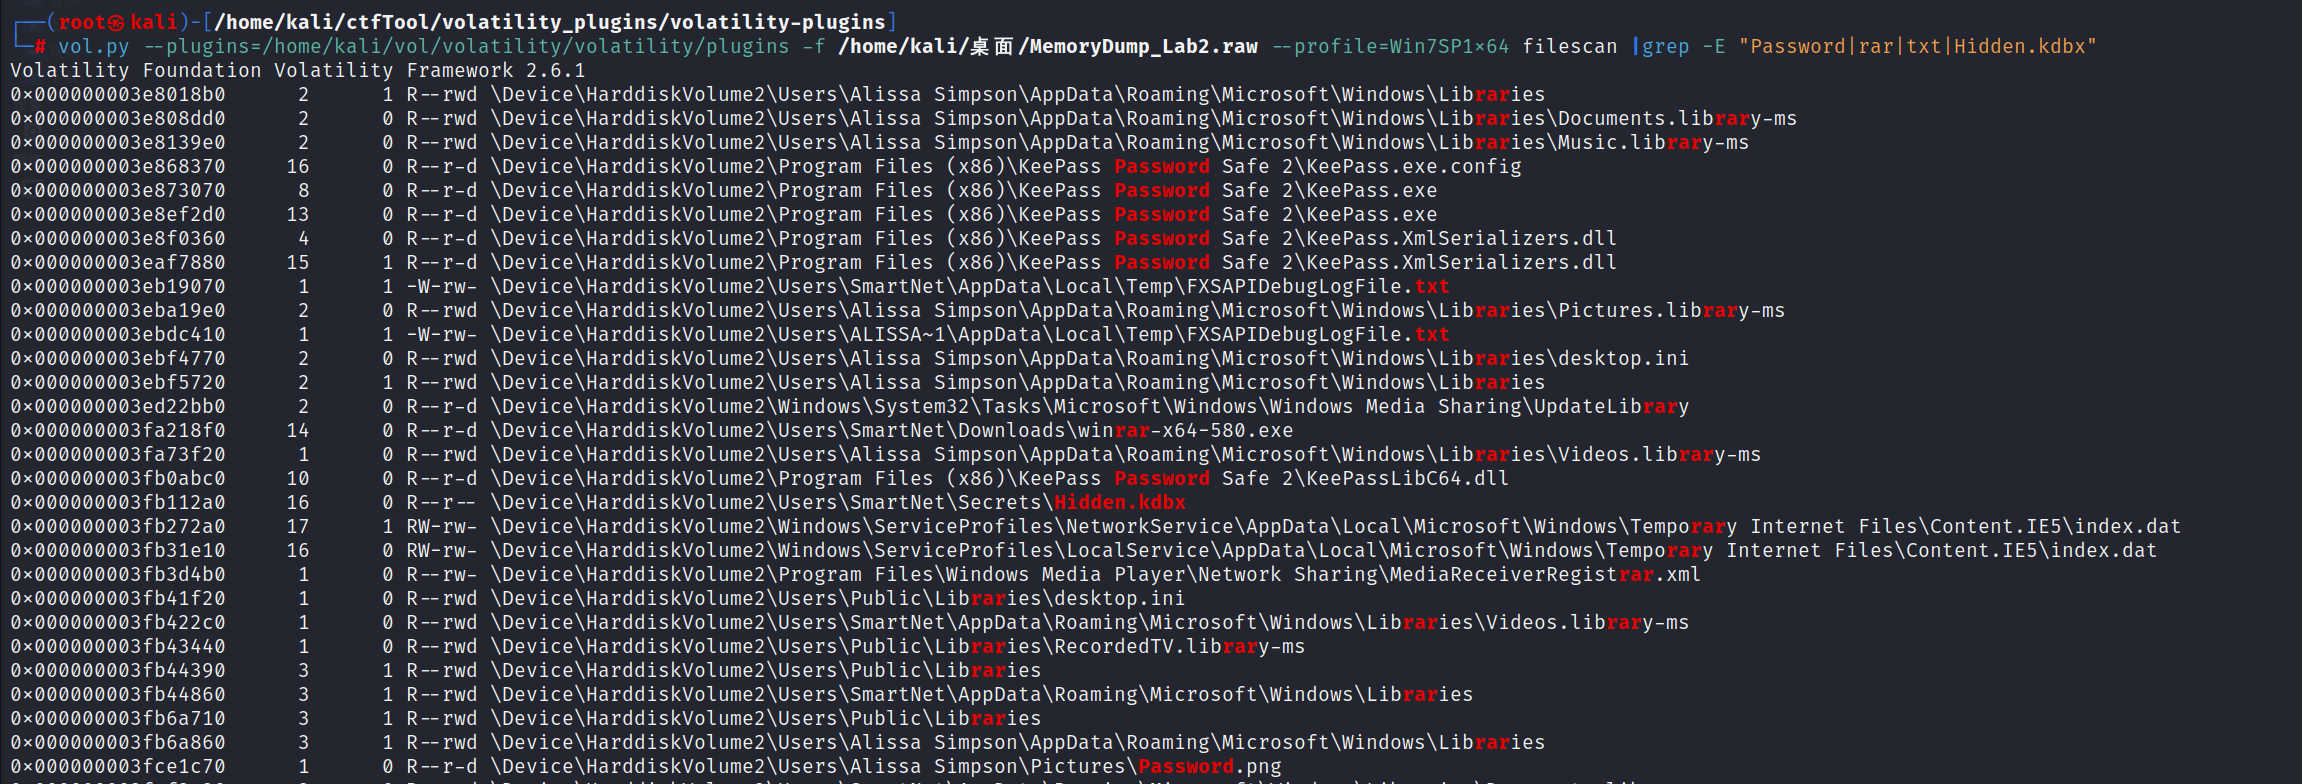 ┌──(root㉿kali)-[/home/kali/ctfTool/volatility_plugins/volatility-plugins]
└─# vol.py --plugins=/home/kali/vol/volatility/volatility/plugins -f /home/kali/桌面/MemoryDump_Lab2.raw --profile=Win7SP1x64 filescan |grep -E "Password|rar|txt|Hidden.kdbx"
Volatility Foundation Volatility Framework 2.6.1
0x000000003e8018b0      2      1 R--rwd \Device\HarddiskVolume2\Users\Alissa Simpson\AppData\Roaming\Microsoft\Windows\Libraries
0x000000003e808dd0      2      0 R--rwd \Device\HarddiskVolume2\Users\Alissa Simpson\AppData\Roaming\Microsoft\Windows\Libraries\Documents.library-ms
0x000000003e8139e0      2      0 R--rwd \Device\HarddiskVolume2\Users\Alissa Simpson\AppData\Roaming\Microsoft\Windows\Libraries\Music.library-ms
0x000000003e868370     16      0 R--r-d \Device\HarddiskVolume2\Program Files (x86)\KeePass Password Safe 2\KeePass.exe.config
0x000000003e873070      8      0 R--r-d \Device\HarddiskVolume2\Program Files (x86)\KeePass Password Safe 2\KeePass.exe
0x000000003e8ef2d0     13      0 R--r-d \Device\HarddiskVolume2\Program Files (x86)\KeePass Password Safe 2\KeePass.exe
0x000000003e8f0360      4      0 R--r-d \Device\HarddiskVolume2\Program Files (x86)\KeePass Password Safe 2\KeePass.XmlSerializers.dll
0x000000003eaf7880     15      1 R--r-d \Device\HarddiskVolume2\Program Files (x86)\KeePass Password Safe 2\KeePass.XmlSerializers.dll
0x000000003eb19070      1      1 -W-rw- \Device\HarddiskVolume2\Users\SmartNet\AppData\Local\Temp\FXSAPIDebugLogFile.txt
0x000000003eba19e0      2      0 R--rwd \Device\HarddiskVolume2\Users\Alissa Simpson\AppData\Roaming\Microsoft\Windows\Libraries\Pictures.library-ms
0x000000003ebdc410      1      1 -W-rw- \Device\HarddiskVolume2\Users\ALISSA~1\AppData\Local\Temp\FXSAPIDebugLogFile.txt
0x000000003ebf4770      2      0 R--rwd \Device\HarddiskVolume2\Users\Alissa Simpson\AppData\Roaming\Microsoft\Windows\Libraries\desktop.ini
0x000000003ebf5720      2      1 R--rwd \Device\HarddiskVolume2\Users\Alissa Simpson\AppData\Roaming\Microsoft\Windows\Libraries
0x000000003ed22bb0      2      0 R--r-d \Device\HarddiskVolume2\Windows\System32\Tasks\Microsoft\Windows\Windows Media Sharing\UpdateLibrary
0x000000003fa218f0     14      0 R--r-d \Device\HarddiskVolume2\Users\SmartNet\Downloads\winrar-x64-580.exe
0x000000003fa73f20      1      0 R--rwd \Device\HarddiskVolume2\Users\Alissa Simpson\AppData\Roaming\Microsoft\Windows\Libraries\Videos.library-ms
0x000000003fb0abc0     10      0 R--r-d \Device\HarddiskVolume2\Program Files (x86)\KeePass Password Safe 2\KeePassLibC64.dll
0x000000003fb112a0     16      0 R--r-- \Device\HarddiskVolume2\Users\SmartNet\Secrets\Hidden.kdbx
0x000000003fb272a0     17      1 RW-rw- \Device\HarddiskVolume2\Windows\ServiceProfiles\NetworkService\AppData\Local\Microsoft\Windows\Temporary Internet Files\Content.IE5\index.dat
0x000000003fb31e10     16      0 RW-rw- \Device\HarddiskVolume2\Windows\ServiceProfiles\LocalService\AppData\Local\Microsoft\Windows\Temporary Internet Files\Content.IE5\index.dat
0x000000003fb3d4b0      1      0 R--rw- \Device\HarddiskVolume2\Program Files\Windows Media Player\Network Sharing\MediaReceiverRegistrar.xml
0x000000003fb41f20      1      0 R--rwd \Device\HarddiskVolume2\Users\Public\Libraries\desktop.ini
0x000000003fb422c0      1      0 R--rwd \Device\HarddiskVolume2\Users\SmartNet\AppData\Roaming\Microsoft\Windows\Libraries\Videos.library-ms
0x000000003fb43440      1      0 R--rwd \Device\HarddiskVolume2\Users\Public\Libraries\RecordedTV.library-ms
0x000000003fb44390      3      1 R--rwd \Device\HarddiskVolume2\Users\Public\Libraries
0x000000003fb44860      3      1 R--rwd \Device\HarddiskVolume2\Users\SmartNet\AppData\Roaming\Microsoft\Windows\Libraries
0x000000003fb6a710      3      1 R--rwd \Device\HarddiskVolume2\Users\Public\Libraries
0x000000003fb6a860      3      1 R--rwd \Device\HarddiskVolume2\Users\Alissa Simpson\AppData\Roaming\Microsoft\Windows\Libraries
0x000000003fce1c70      1      0 R--r-d \Device\HarddiskVolume2\Users\Alissa Simpson\Pictures\Password.png